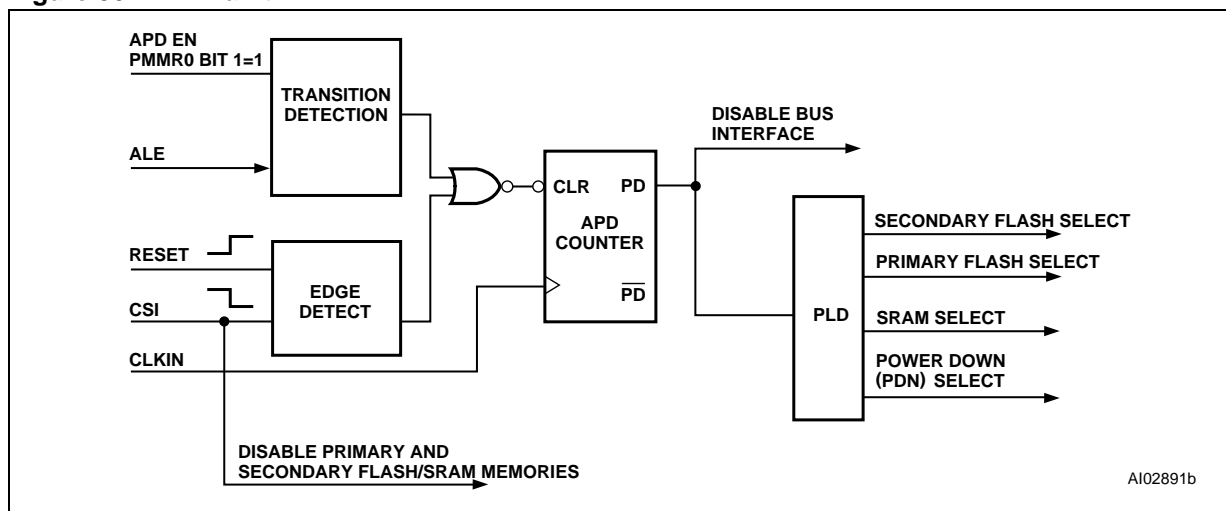 APD EN
PMMR0 BIT 1=1
TRANSITION
DETECTION
ALE
RESET
CSI
CLKIN
EDGE
DETECT
CLR PD
APD
COUNTER
PD
DISABLE BUS
INTERFACE
PLD
SECONDARY FLASH SELECT
PRIMARY FLASH SELECT
SRAM SELECT
POWER DOWN
(PDN) SELECT
DISABLE PRIMARY AND
SECONDARY FLASH/SRAM MEMORIES
AI02891b